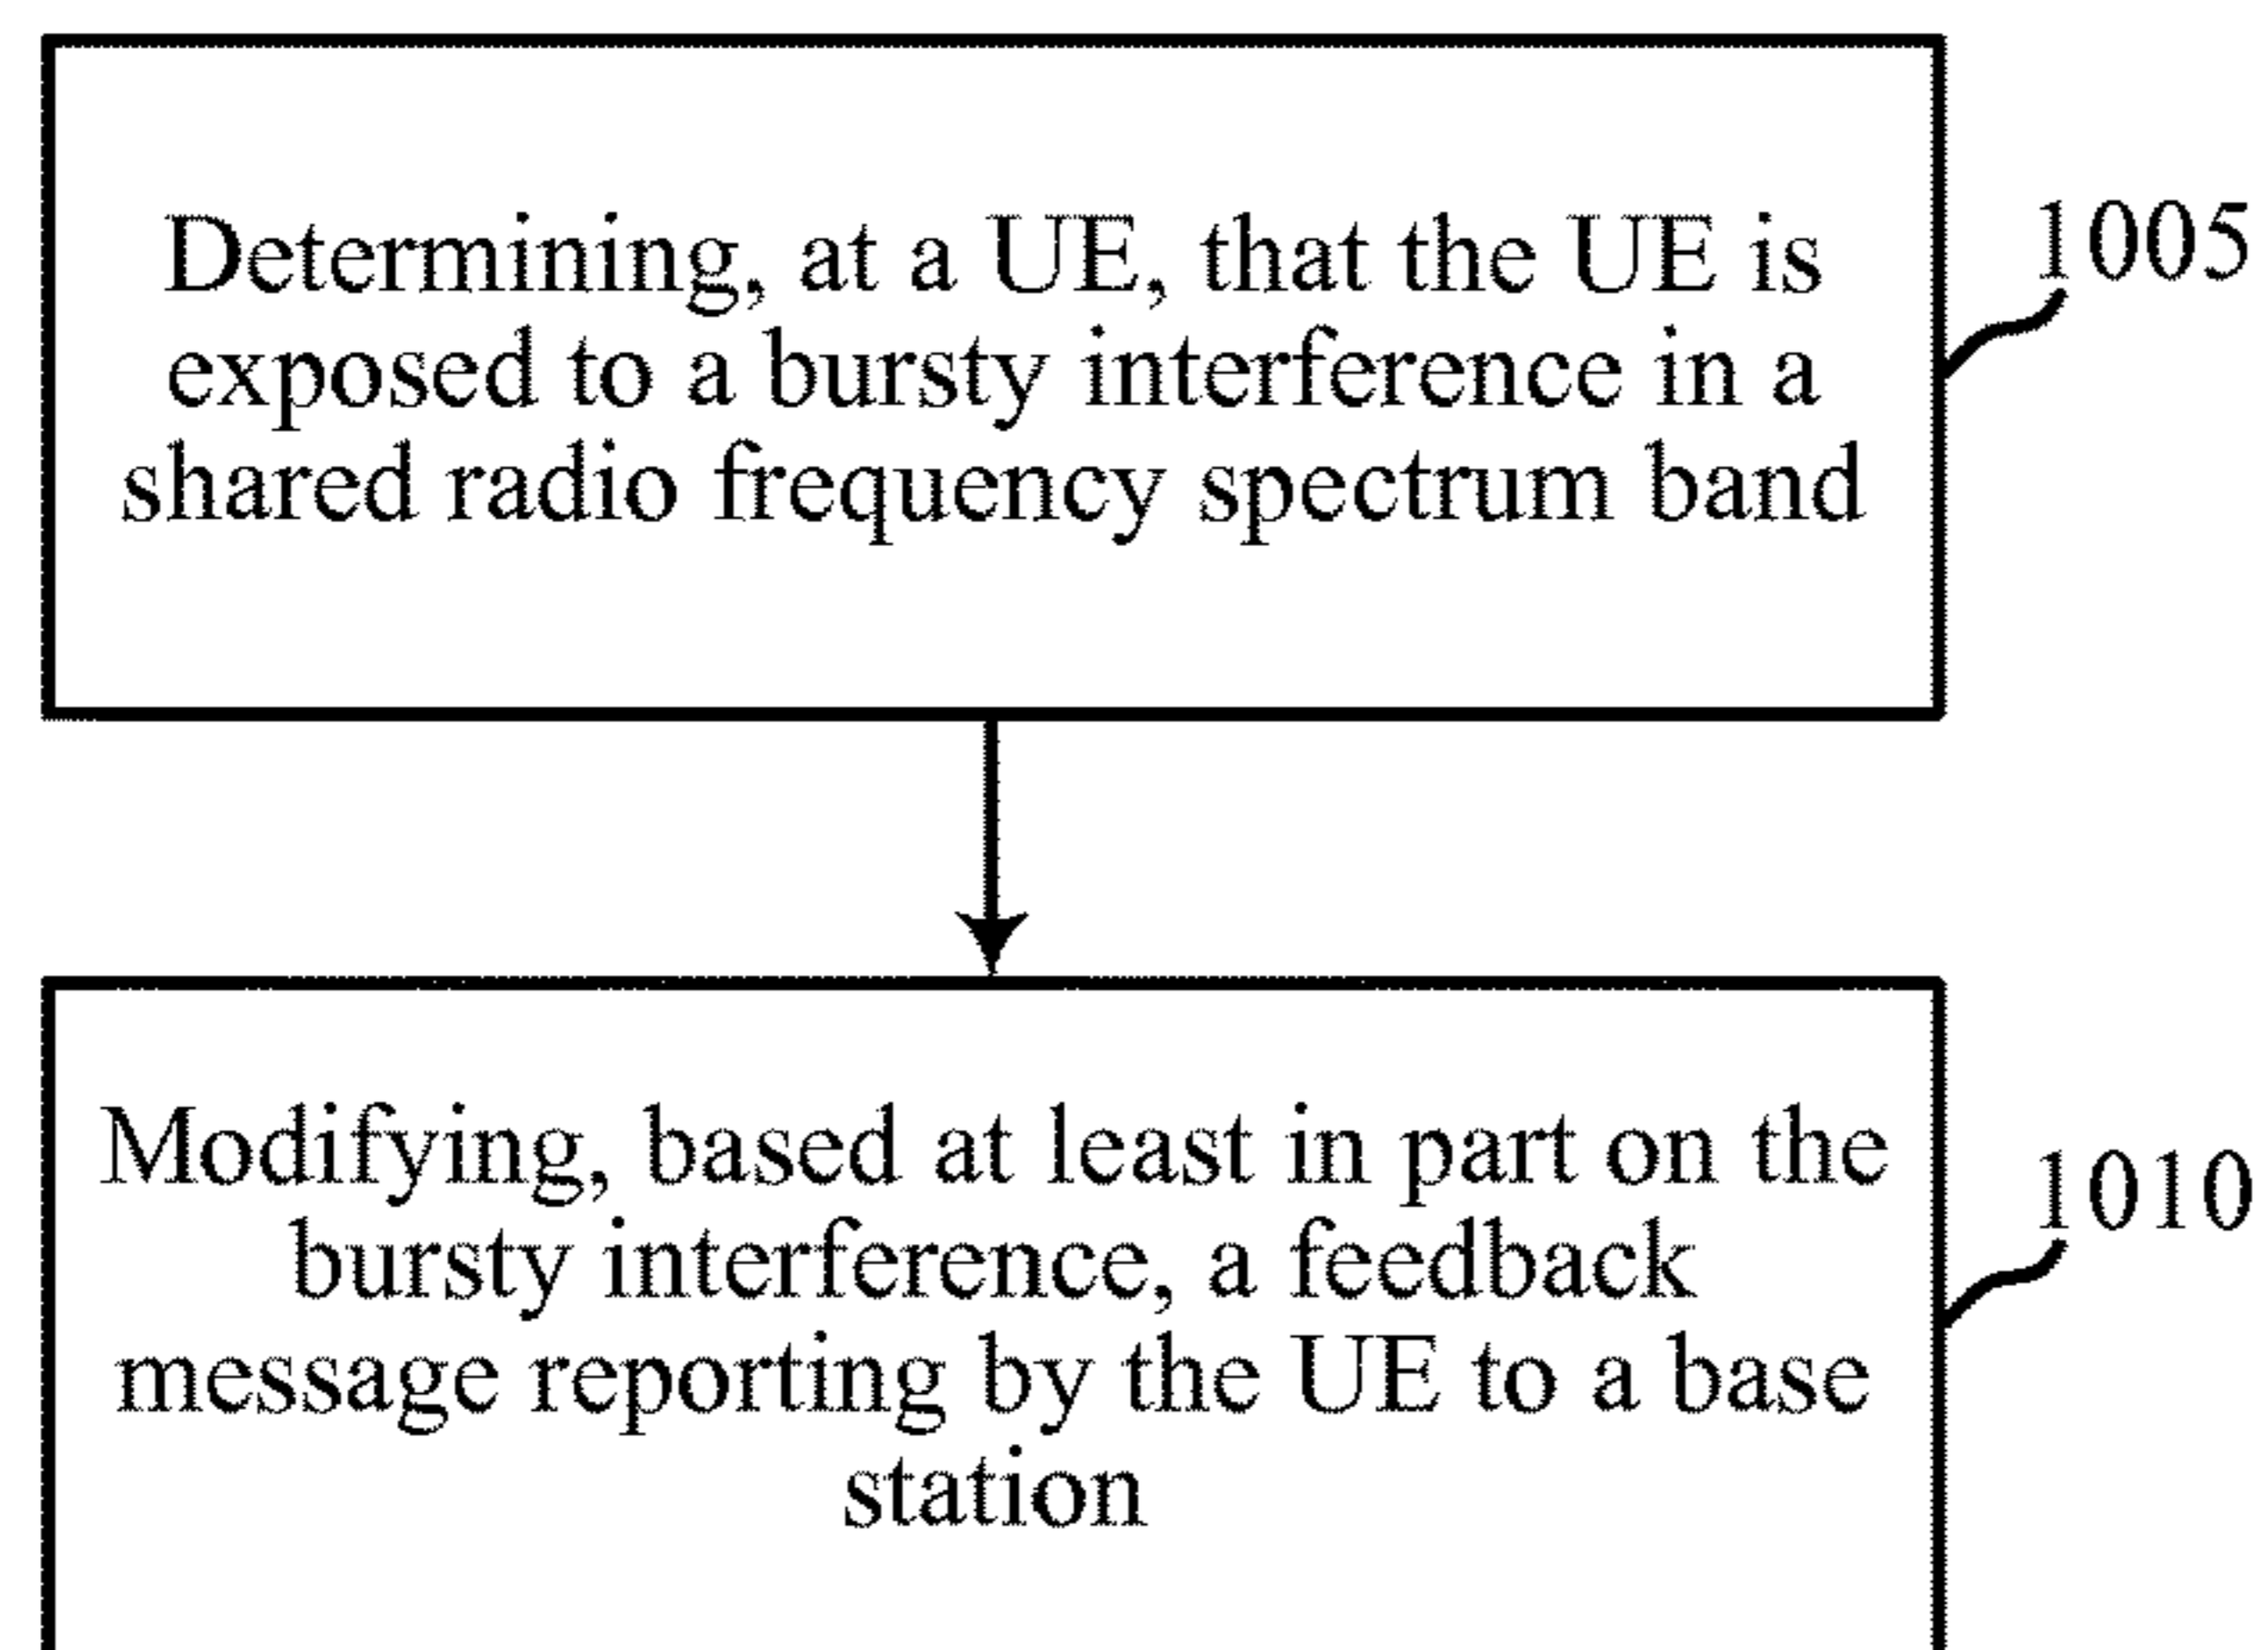 Determining, at a UE, that the UE is
exposed to a bursty interference in a
shared radio frequency spectrum band
1005
Modifying, based at least in part on the
bursty interference, a feedback
message reporting by the UE to a base
station
1010